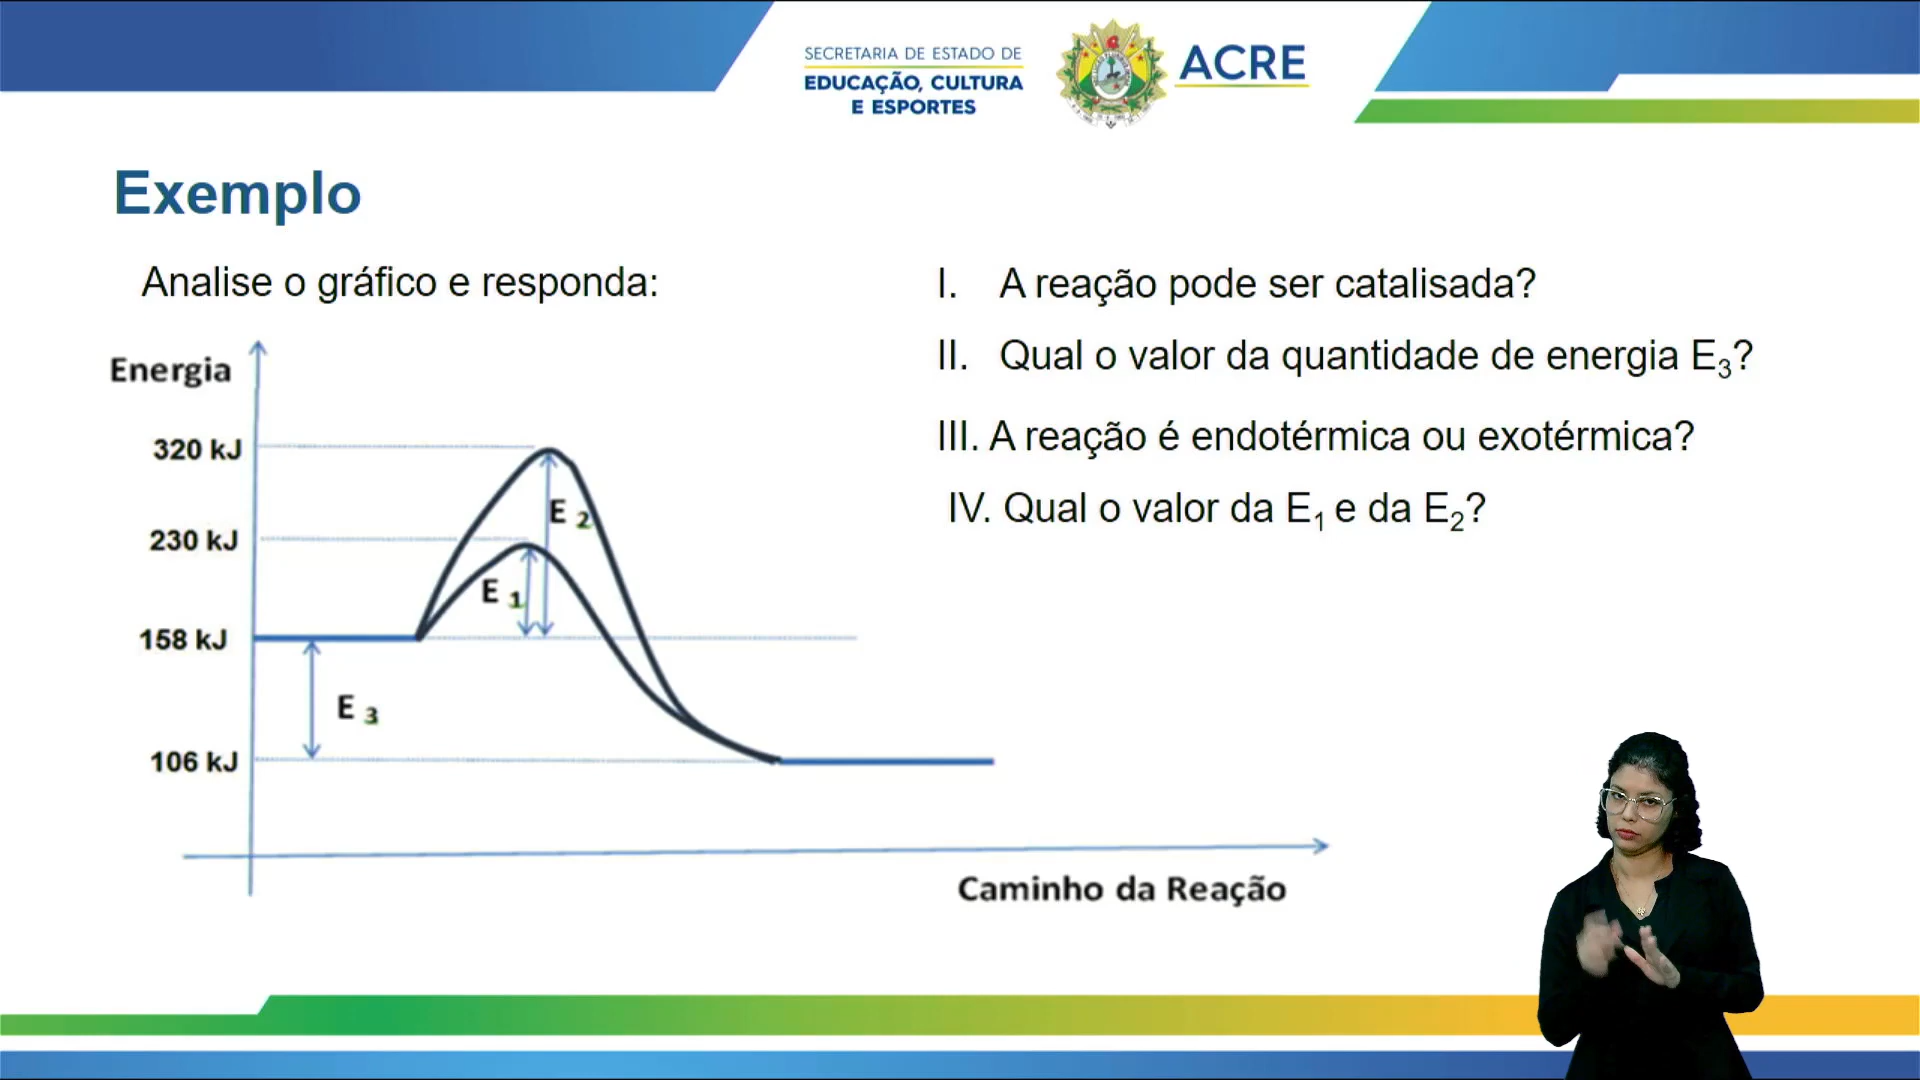 SECRETARIA DE ESTADO DE
EDUCAÇÃO, CULTURA
E ESPORTES
ACRE
Exemplo
Analise o gráfico e responda:
I. A reação pode ser catalisada?
II. Qual o valor da quantidade de energia E₃?
III. A reação é endotérmica ou exotérmica?
IV. Qual o valor da E₁ e da E₂?
Energia
320 kJ
E 2
230 kJ
E 1
158 kJ
E 3
106 kJ
Caminho da Reação